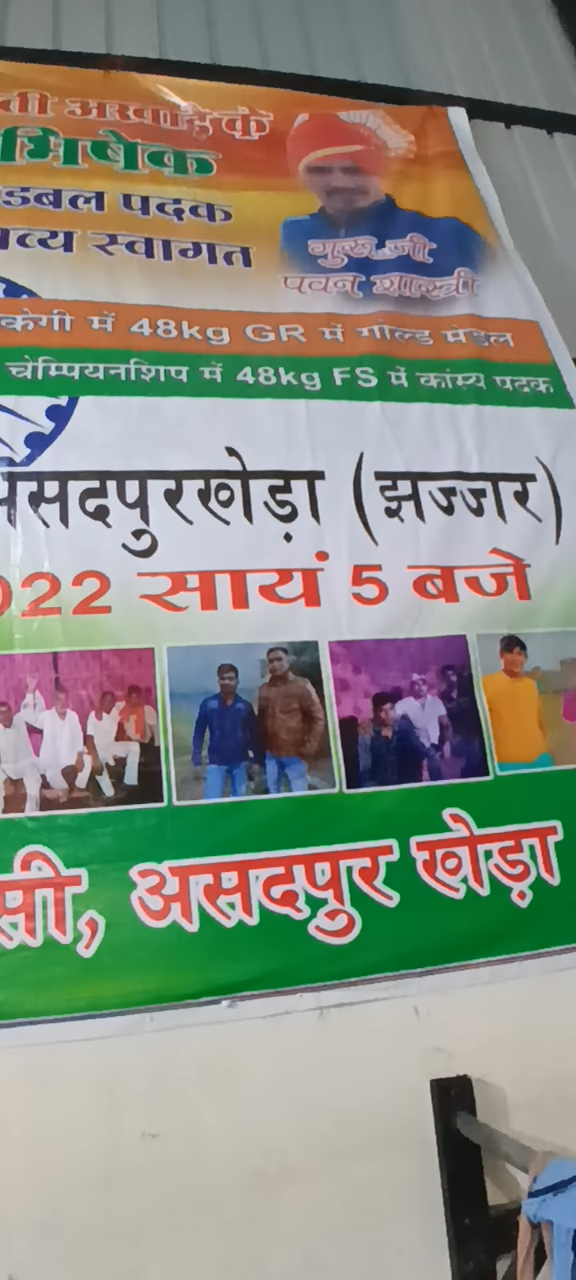 ती अखाड़े के
भिषेक
डबल पदक
व्य स्वागत
गुरू जी
पवन शास्त्री
केगी में 48kg GR में गोल्ड मेडल
चेम्पियनशिप में 48kg FS में कांस्य पदक
सदपुरखेड़ा (झज्जर)
022 सायं 5 बजे
सी, असदपुर खेड़ा